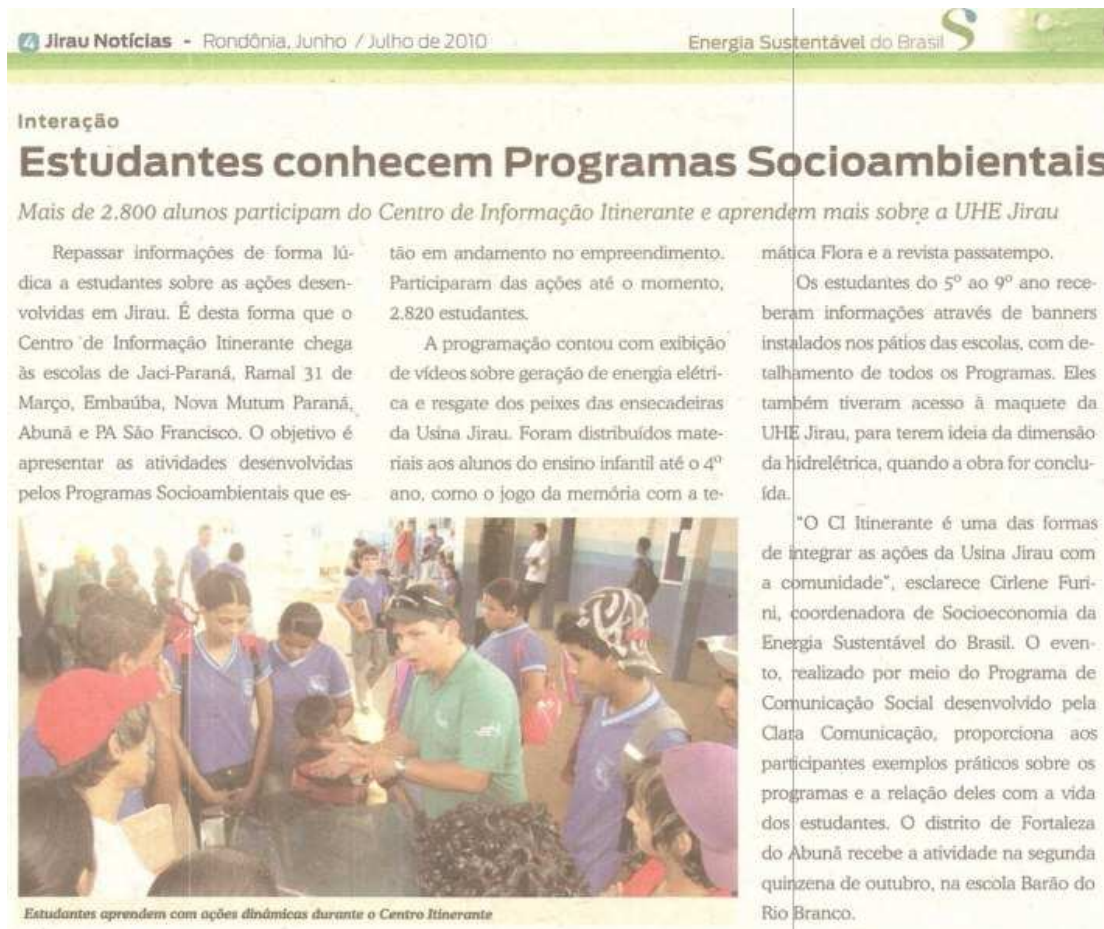 4 Jirau Notícias - Rondônia, Junho / Julho de 2010
Energia Sustentável do Brasil
Interação
Estudantes conhecem Programas Socioambientais
Mais de 2.800 alunos participam do Centro de Informação Itinerante e aprendem mais sobre a UHE Jirau
Repassar informações de forma lú-
dica a estudantes sobre as ações desen-
volvidas em Jirau. É desta forma que o
Centro de Informação Itinerante chega
às escolas de Jaci-Paraná, Ramal 31 de
Março, Embaúba, Nova Mutum Paraná,
Abunã e PA São Francisco. O objetivo é
apresentar as atividades desenvolvidas
pelos Programas Socioambientais que es-
tão em andamento no empreendimento.
Participaram das ações até o momento,
2.820 estudantes.
A programação contou com exibição
de vídeos sobre geração de energia elétri-
ca e resgate dos peixes das ensecadeiras
da Usina Jirau. Foram distribuídos mate-
riais aos alunos do ensino infantil até o 4º
ano, como o jogo da memória com a te-
mática Flora e a revista passatempo.
Os estudantes do 5º ao 9º ano rece-
beram informações através de banners
instalados nos pátios das escolas, com de-
talhamento de todos os Programas. Eles
também tiveram acesso à maquete da
UHE Jirau, para terem ideia da dimensão
da hidrelétrica, quando a obra for conclu-
ída.
"O CI Itinerante é uma das formas
de integrar as ações da Usina Jirau com
a comunidade", esclarece Cirlene Furi-
ni, coordenadora de Socioeconomia da
Energia Sustentável do Brasil. O even-
to, realizado por meio do Programa de
Comunicação Social desenvolvido pela
Clara Comunicação, proporciona aos
participantes exemplos práticos sobre os
programas e a relação deles com a vida
dos estudantes. O distrito de Fortaleza
do Abunã recebe a atividade na segunda
quinzena de outubro, na escola Barão do
Rio Branco.
Estudantes aprendem com ações dinâmicas durante o Centro Itinerante